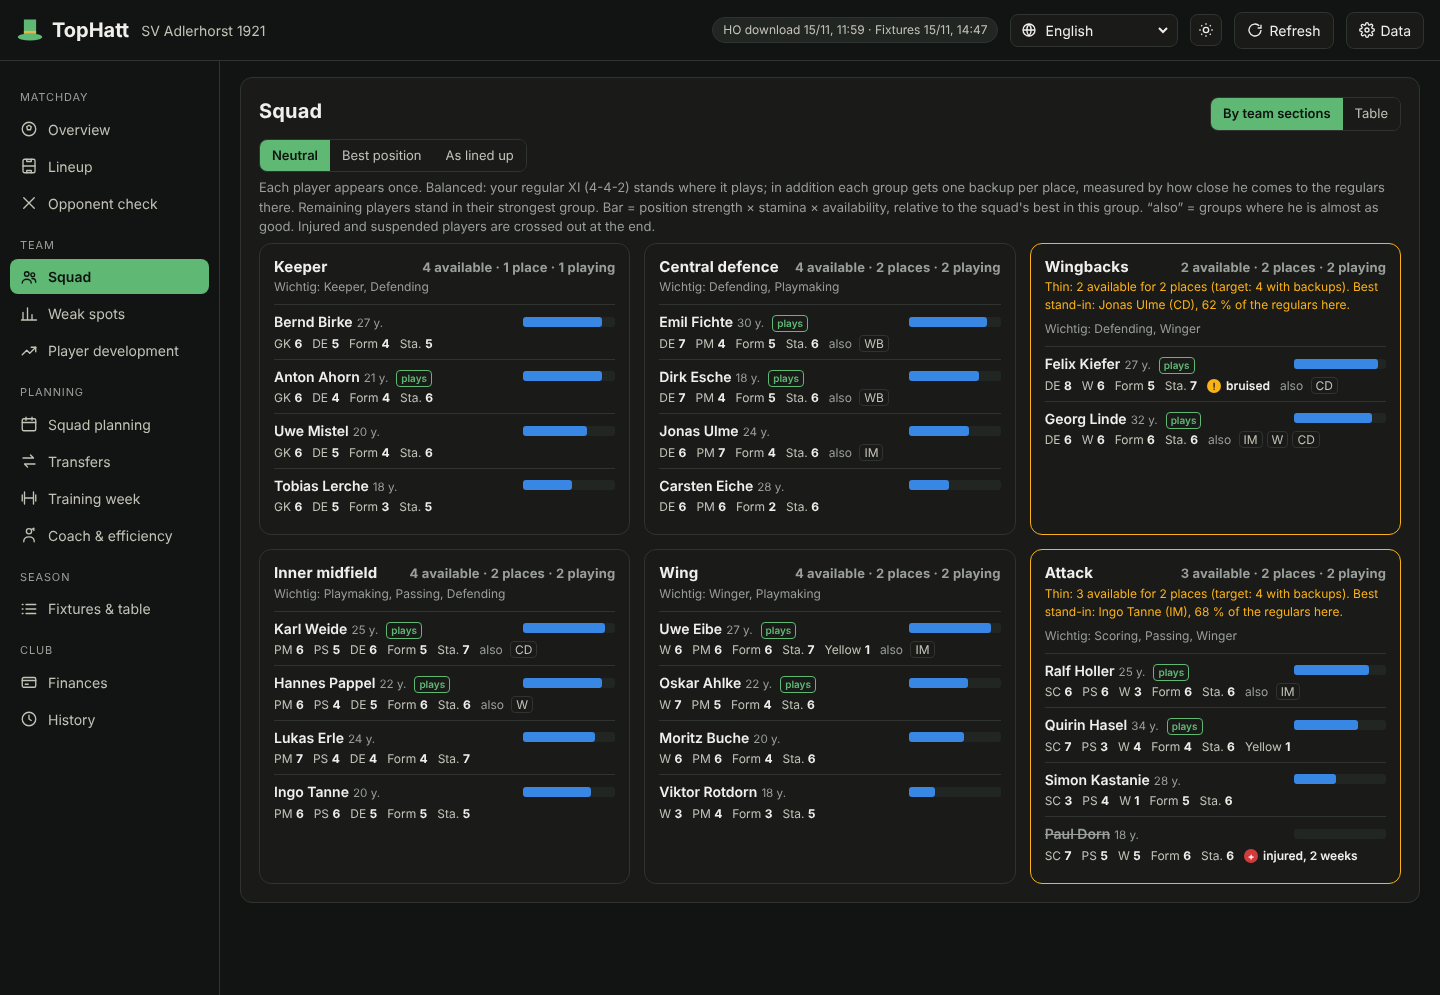 TopHatt SV Adlerhorst 1921
HO download 15/11, 11:59 · Fixtures 15/11, 14:47
English
Refresh
Data
MATCHDAY
Overview
Lineup
Opponent check
TEAM
Squad
Weak spots
Player development
PLANNING
Squad planning
Transfers
Training week
Coach & efficiency
SEASON
Fixtures & table
CLUB
Finances
History
Squad
By team sections Table
Neutral Best position As lined up
Each player appears once. Balanced: your regular XI (4-4-2) stands where it plays; in addition each group gets one backup per place, measured by how close he comes to the regulars
there. Remaining players stand in their strongest group. Bar = position strength × stamina × availability, relative to the squad's best in this group. “also” = groups where he is almost as
good. Injured and suspended players are crossed out at the end.
Keeper 4 available · 1 place · 1 playing
Wichtig: Keeper, Defending
Bernd Birke 27 y.
GK 6 DE 5 Form 4 Sta. 5
Anton Ahorn 21 y. plays
GK 6 DE 4 Form 4 Sta. 6
Uwe Mistel 20 y.
GK 6 DE 5 Form 4 Sta. 6
Tobias Lerche 18 y.
GK 6 DE 5 Form 3 Sta. 5
Central defence 4 available · 2 places · 2 playing
Wichtig: Defending, Playmaking
Emil Fichte 30 y. plays
DE 7 PM 4 Form 5 Sta. 6 also WB
Dirk Esche 18 y. plays
DE 7 PM 4 Form 5 Sta. 6 also WB
Jonas Ulme 24 y.
DE 6 PM 7 Form 4 Sta. 6 also IM
Carsten Eiche 28 y.
DE 6 PM 6 Form 2 Sta. 6
Wingbacks 2 available · 2 places · 2 playing
Thin: 2 available for 2 places (target: 4 with backups). Best
stand-in: Jonas Ulme (CD), 62 % of the regulars here.
Wichtig: Defending, Winger
Felix Kiefer 27 y. plays
DE 8 W 6 Form 5 Sta. 7 ! bruised also CD
Georg Linde 32 y. plays
DE 6 W 6 Form 6 Sta. 6 also IM W CD
Inner midfield 4 available · 2 places · 2 playing
Wichtig: Playmaking, Passing, Defending
Karl Weide 25 y. plays
PM 6 PS 5 DE 6 Form 5 Sta. 7 also CD
Hannes Pappel 22 y. plays
PM 6 PS 4 DE 5 Form 6 Sta. 6 also W
Lukas Erle 24 y.
PM 7 PS 4 DE 4 Form 4 Sta. 7
Ingo Tanne 20 y.
PM 6 PS 6 DE 5 Form 5 Sta. 5
Wing 4 available · 2 places · 2 playing
Wichtig: Winger, Playmaking
Uwe Eibe 27 y. plays
W 6 PM 6 Form 6 Sta. 7 Yellow 1 also IM
Oskar Ahlke 22 y. plays
W 7 PM 5 Form 4 Sta. 6
Moritz Buche 20 y.
W 6 PM 6 Form 4 Sta. 6
Viktor Rotdorn 18 y.
W 3 PM 4 Form 3 Sta. 5
Attack 3 available · 2 places · 2 playing
Thin: 3 available for 2 places (target: 4 with backups). Best
stand-in: Ingo Tanne (IM), 68 % of the regulars here.
Wichtig: Scoring, Passing, Winger
Ralf Holler 25 y. plays
SC 6 PS 6 W 3 Form 6 Sta. 6 also IM
Quirin Hasel 34 y. plays
SC 7 PS 3 W 4 Form 4 Sta. 6 Yellow 1
Simon Kastanie 28 y.
SC 3 PS 4 W 1 Form 5 Sta. 6
Paul Dorn 18 y.
SC 7 PS 5 W 5 Form 6 Sta. 6 + injured, 2 weeks